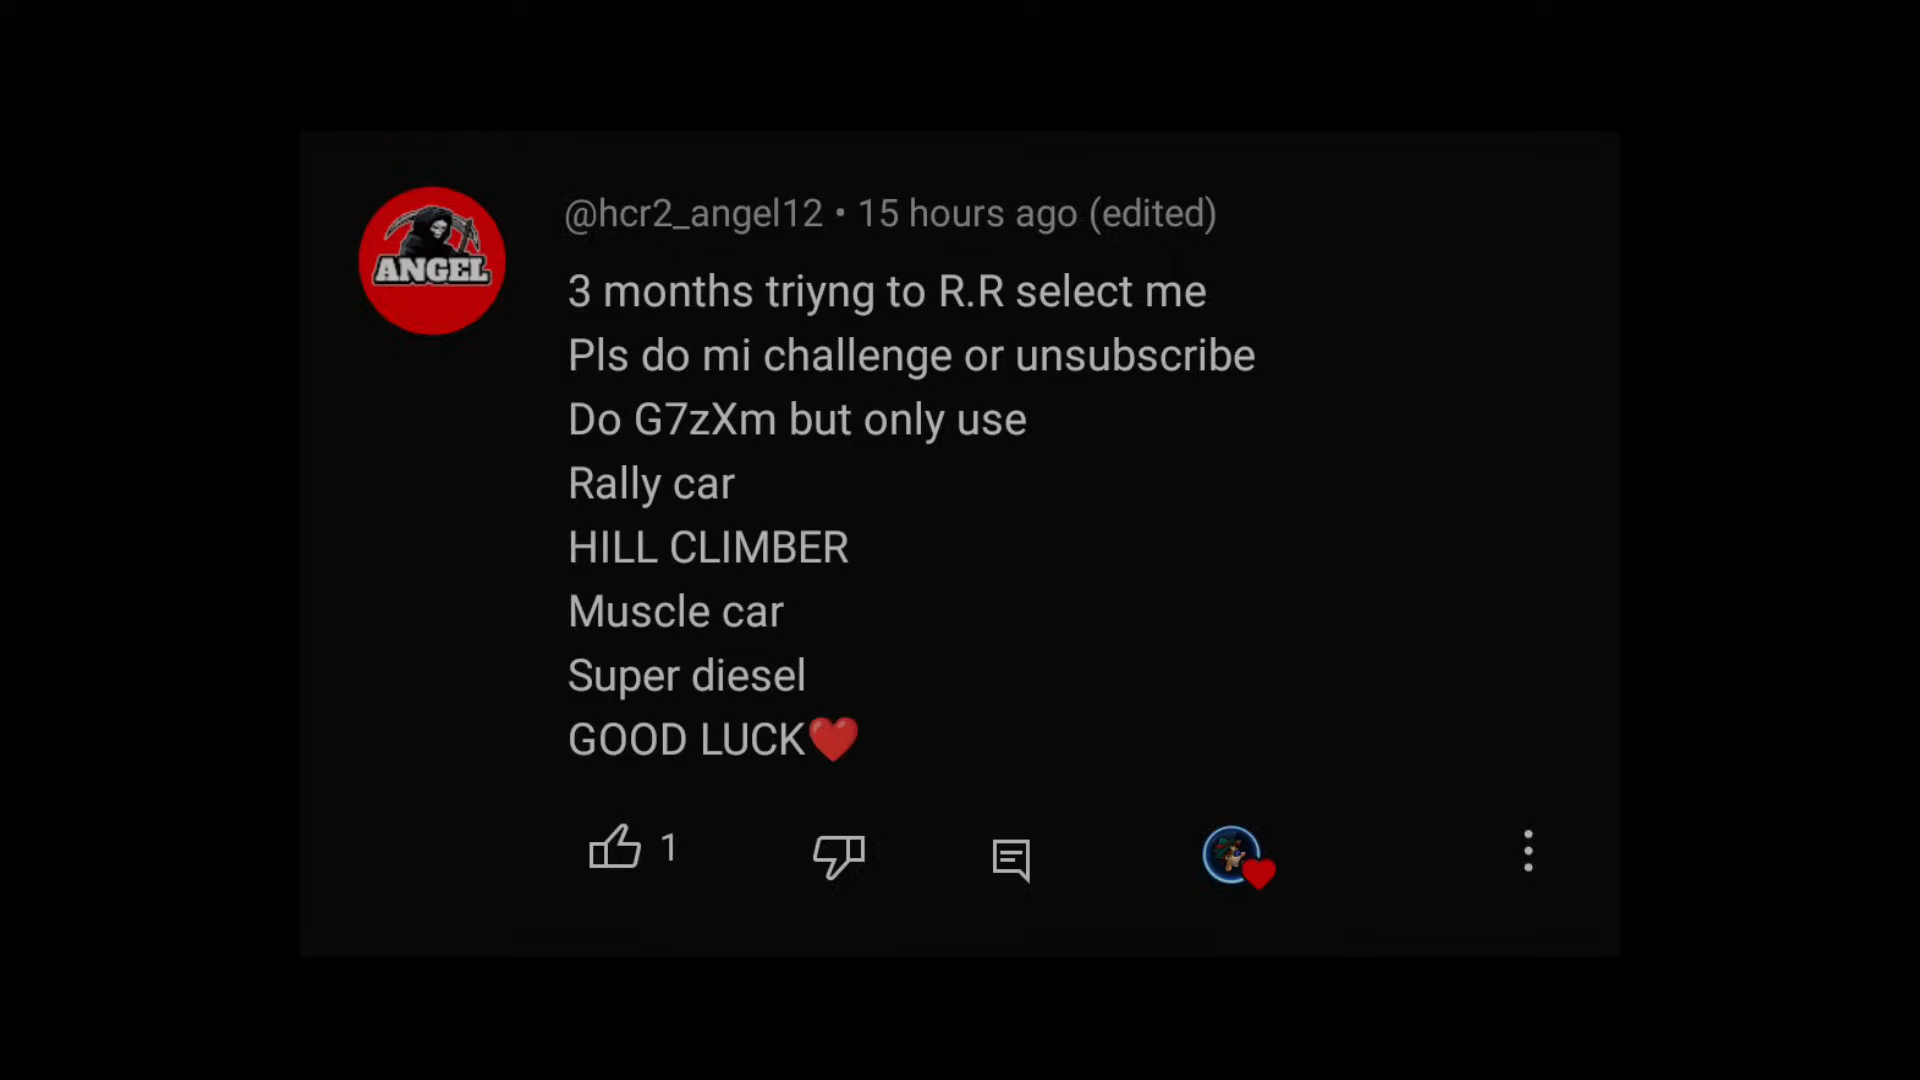 ANGEL
@hcr2_angel12 • 15 hours ago (edited)
3 months triyng to R.R select me
Pls do mi challenge or unsubscribe
Do G7zXm but only use
Rally car
HILL CLIMBER
Muscle car
Super diesel
GOOD LUCK❤️
1